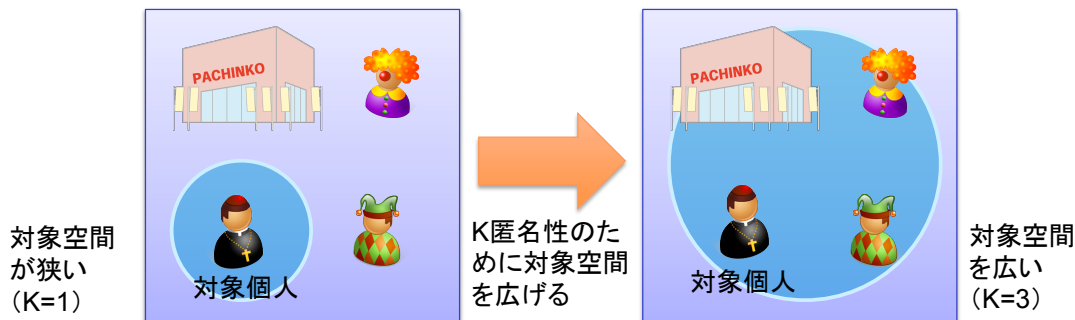 PACHINKO
対象個人
対象空間
が狭い
（K=1）
K匿名性のた
めに対象空間
を広げる
PACHINKO
対象個人
対象空間
を広い
（K=3）